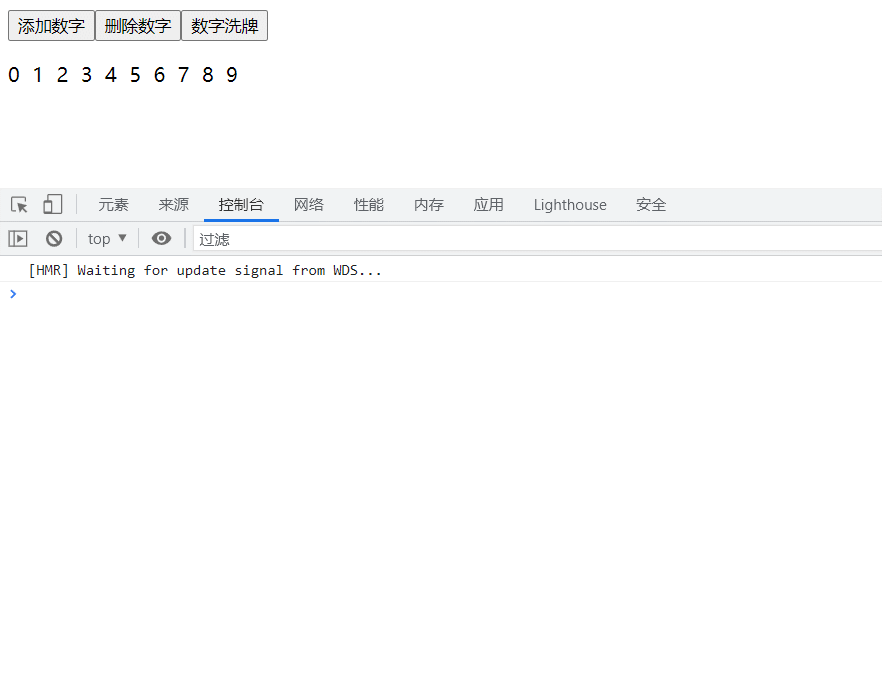 添加数字 删除数字 数字洗牌
0 1 2 3 4 5 6 7 8 9
元素 来源 控制台 网络 性能 内存 应用 Lighthouse 安全
top 过滤
[HMR] Waiting for update signal from WDS...